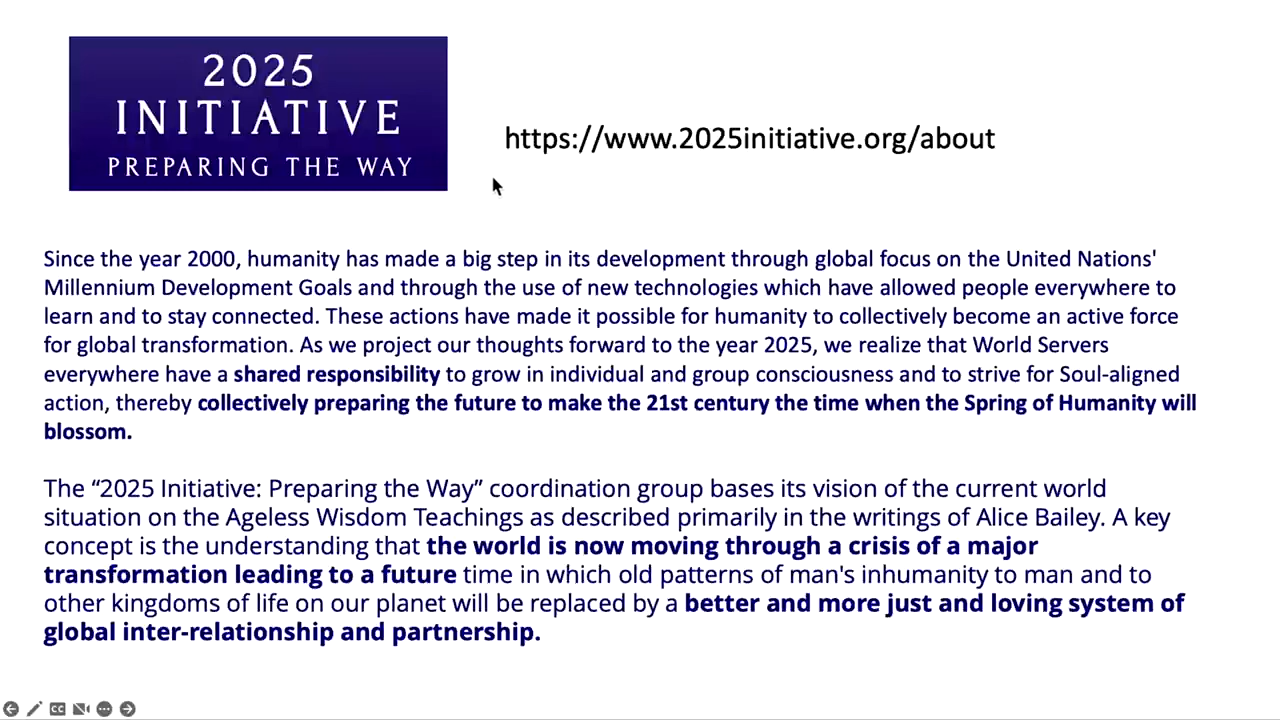 2025
INITIATIVE
PREPARING THE WAY
https://www.2025initiative.org/about
Since the year 2000, humanity has made a big step in its development through global focus on the United Nations'
Millennium Development Goals and through the use of new technologies which have allowed people everywhere to
learn and to stay connected. These actions have made it possible for humanity to collectively become an active force
for global transformation. As we project our thoughts forward to the year 2025, we realize that World Servers
everywhere have a shared responsibility to grow in individual and group consciousness and to strive for Soul-aligned
action, thereby collectively preparing the future to make the 21st century the time when the Spring of Humanity will
blossom.
The “2025 Initiative: Preparing the Way” coordination group bases its vision of the current world
situation on the Ageless Wisdom Teachings as described primarily in the writings of Alice Bailey. A key
concept is the understanding that the world is now moving through a crisis of a major
transformation leading to a future time in which old patterns of man's inhumanity to man and to
other kingdoms of life on our planet will be replaced by a better and more just and loving system of
global inter-relationship and partnership.
CC